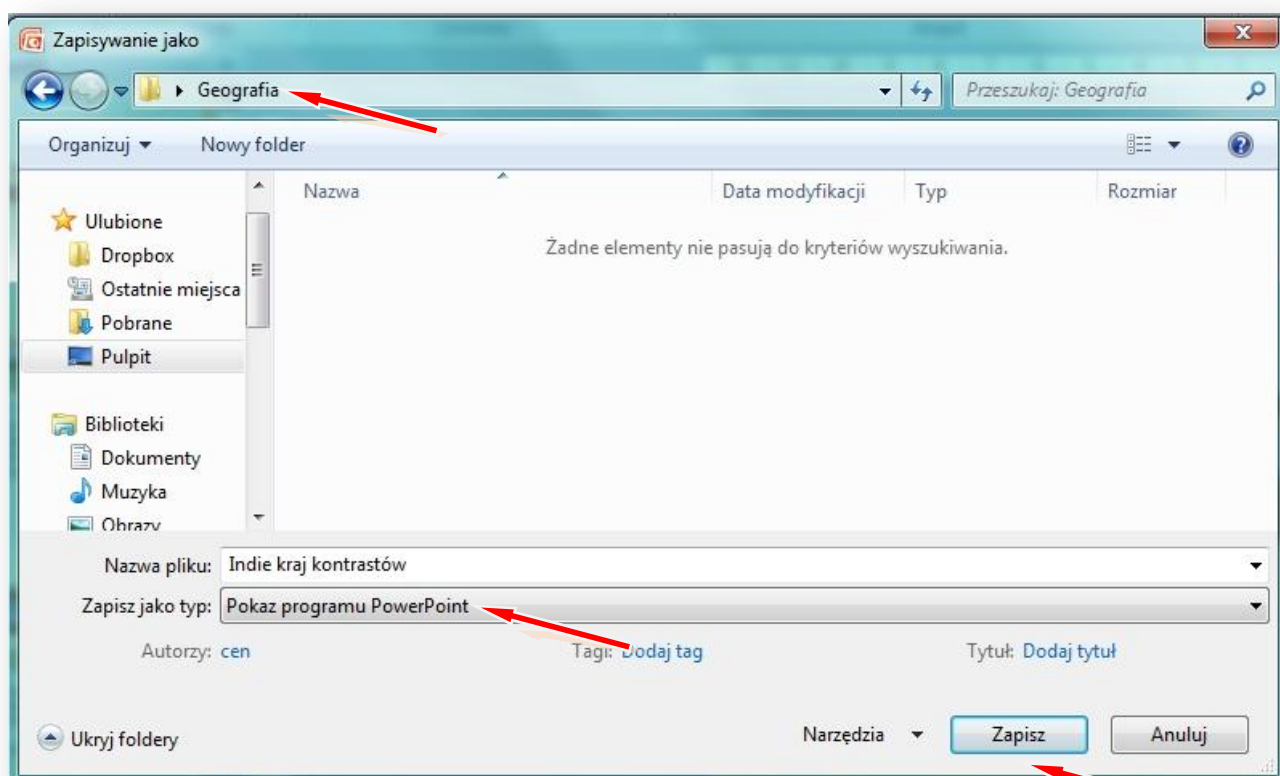 Zapisywanie jako
Geografia
Przeszukaj: Geografia
Organizuj
Nowy folder
Nazwa
Data modyfikacji
Typ
Rozmiar
Ulubione
Dropbox
Ostatnie miejsca
Pobrane
Pulpit
Biblioteki
Dokumenty
Muzyka
Obrazy
Żadne elementy nie pasują do kryteriów wyszukiwania.
Nazwa pliku: Indie kraj kontrastów
Zapisz jako typ: Pokaz programu PowerPoint
Autorzy: cen
Tagi: Dodaj tag
Tytuł: Dodaj tytuł
Ukryj foldery
Narzędzia
Zapisz
Anuluj